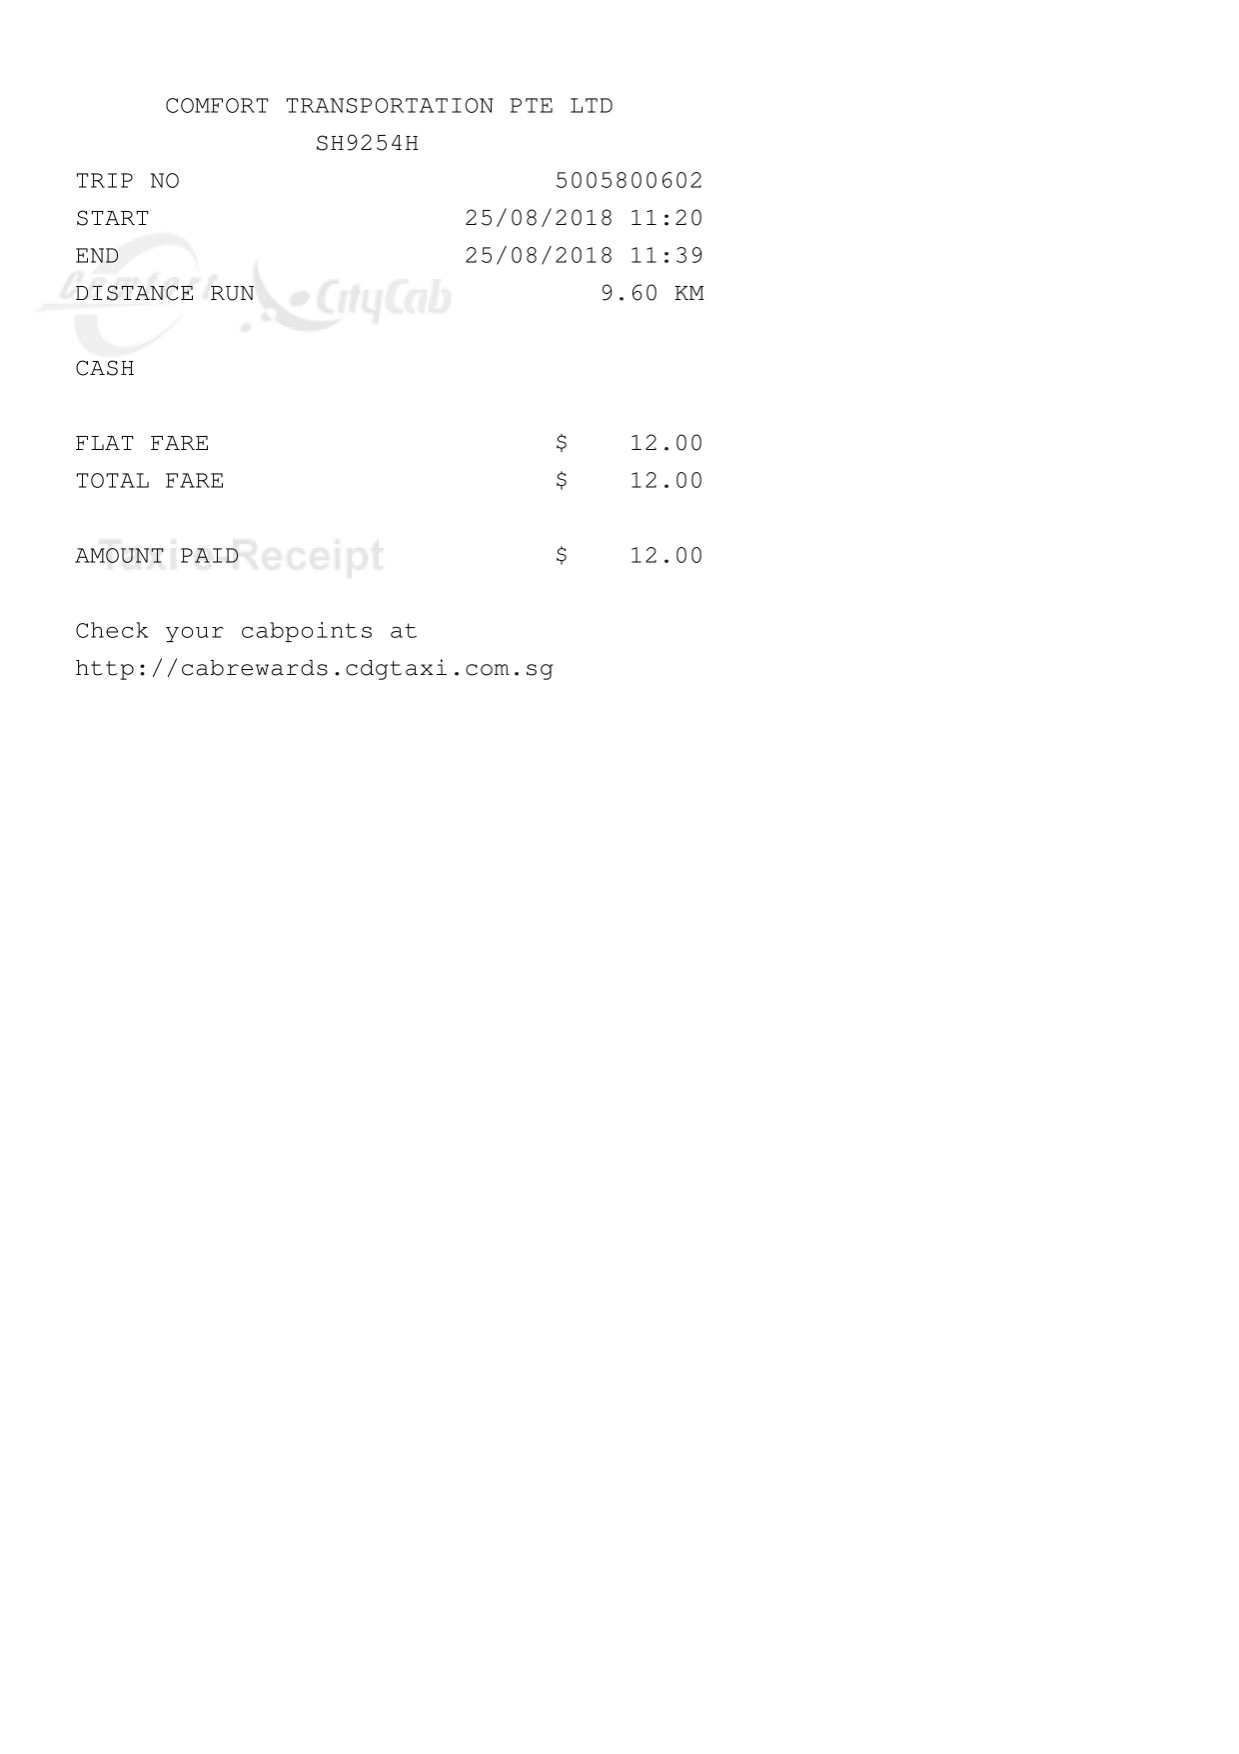 COMFORT TRANSPORTATION PTE LTD
SH9254H
TRIP NO 5005800602
START 25/08/2018 11:20
END 25/08/2018 11:39
Comfort CityCab
DISTANCE RUN 9.60 KM
CASH
FLAT FARE $ 12.00
TOTAL FARE $ 12.00
Taxi e-Receipt
AMOUNT PAID $ 12.00
Check your cabpoints at
http://cabrewards.cdgtaxi.com.sg